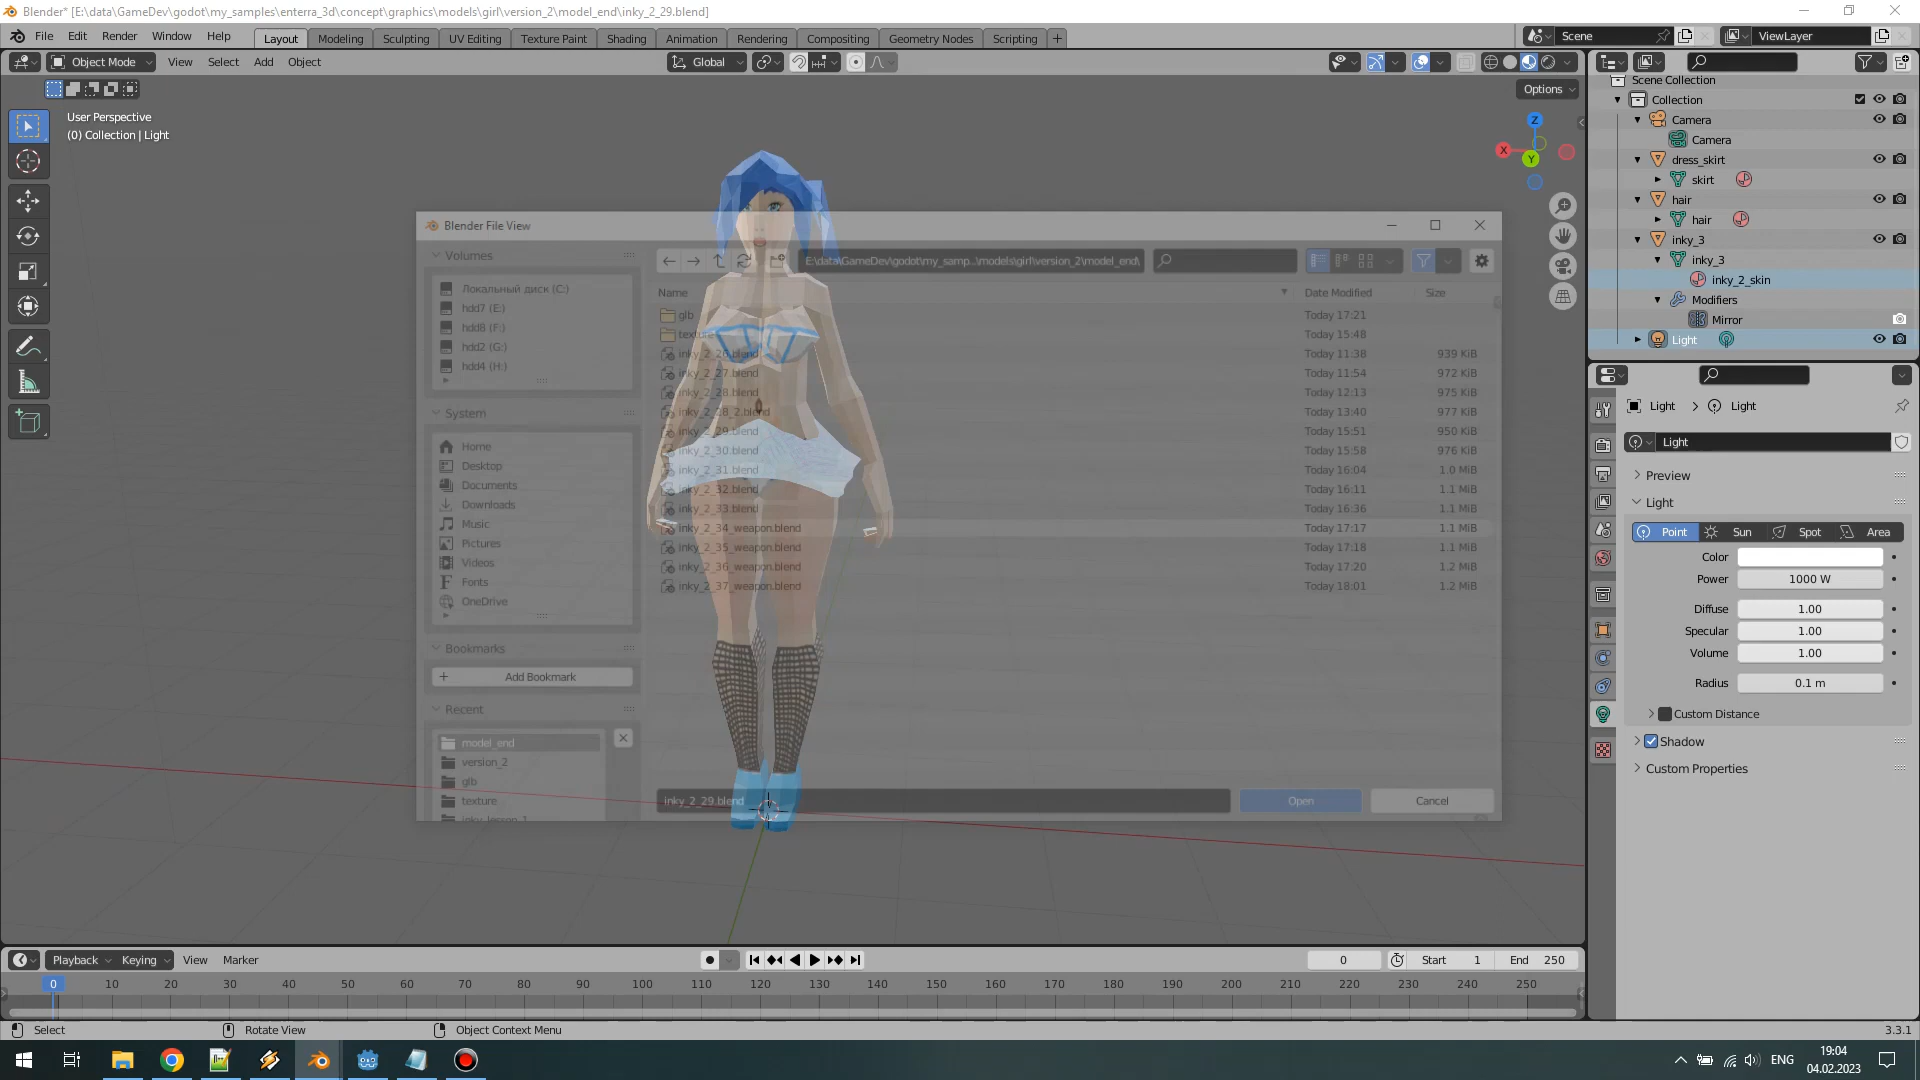 Blender* [E:\data\GameDev\godot\my_samples\enterra_3d\concept\graphics\models\girl\version_2\model_end\inky_2_29.blend]
File Edit Render Window Help
Layout Modeling Sculpting UV Editing Texture Paint Shading Animation Rendering Compositing Geometry Nodes Scripting +
Scene ViewLayer
Object Mode View Select Add Object Global
Options
User Perspective
(0) Collection | Light
Z
X
Y
Scene Collection
Collection
Camera
Camera
dress_skirt
skirt
hair
hair
inky_3
inky_3
inky_2_skin
Modifiers
Mirror
Light
Blender File View
Volumes
Локальный диск (C:)
hdd7 (E:)
hdd8 (F:)
hdd2 (G:)
hdd4 (H:)
System
Home
Desktop
Documents
Downloads
Music
Pictures
Videos
Fonts
OneDrive
Bookmarks
Add Bookmark
Recent
model_end
version_2
glb
texture
E:\data\GameDev\godot\my_samp...\models\girl\version_2\model_end\
Name Date Modified Size
glb Today 17:21
texture Today 15:48
inky_2_26.blend Today 11:38 939 KiB
inky_2_27.blend Today 11:54 972 KiB
inky_2_28.blend Today 12:13 975 KiB
inky_2_28_2.blend Today 13:40 977 KiB
inky_2_29.blend Today 15:51 950 KiB
inky_2_30.blend Today 15:58 976 KiB
inky_2_31.blend Today 16:04 1.0 MiB
inky_2_32.blend Today 16:11 1.1 MiB
inky_2_33.blend Today 16:36 1.1 MiB
inky_2_34_weapon.blend Today 17:17 1.1 MiB
inky_2_35_weapon.blend Today 17:18 1.1 MiB
inky_2_36_weapon.blend Today 17:20 1.2 MiB
inky_2_37_weapon.blend Today 18:01 1.2 MiB
inky_2_29.blend Open Cancel
Light Light
Light
Preview
Light
Point Sun Spot Area
Color
Power 1000 W
Diffuse 1.00
Specular 1.00
Volume 1.00
Radius 0.1 m
Custom Distance
Shadow
Custom Properties
Playback Keying View Marker 0 Start 1 End 250
0 10 20 30 40 50 60 70 80 90 100 110 120 130 140 150 160 170 180 190 200 210 220 230 240 250
Select Rotate View Object Context Menu 3.3.1
ENG
19:04
04.02.2023